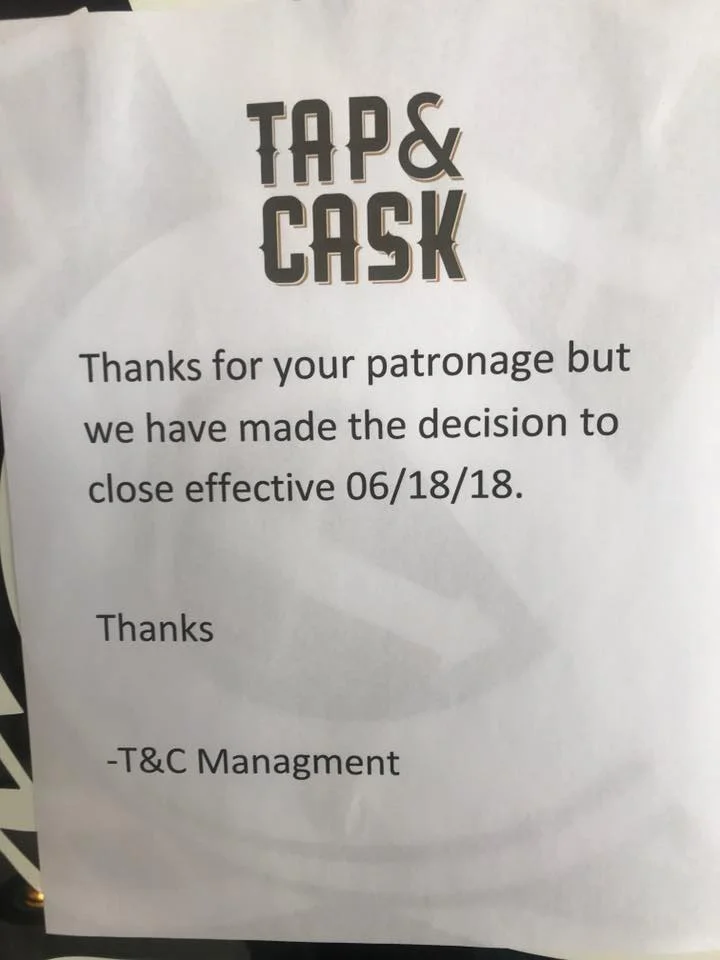 TAP&
CASK
Thanks for your patronage but
we have made the decision to
close effective 06/18/18.
Thanks
-T&C Managment